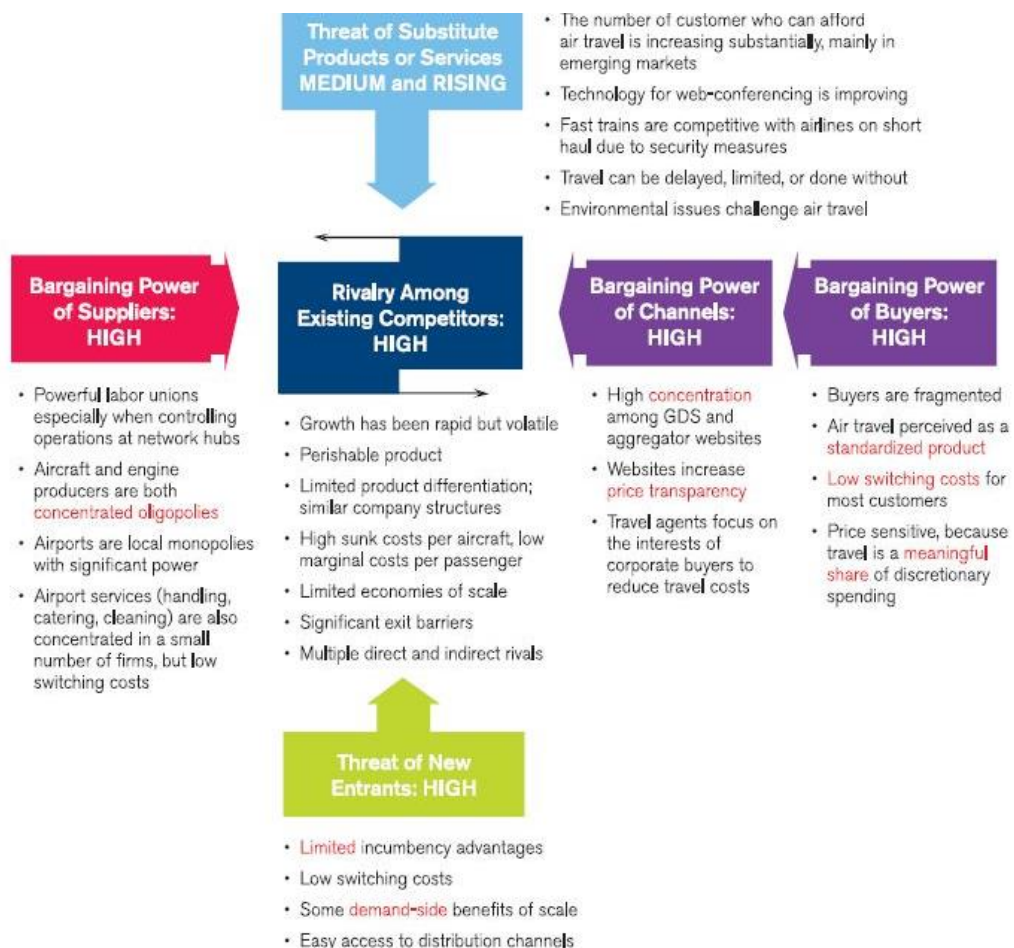 Threat of Substitute
Products or Services
MEDIUM and RISING
• The number of customer who can afford
air travel is increasing substantially, mainly in
emerging markets
• Technology for web-conferencing is improving
• Fast trains are competitive with airlines on short
haul due to security measures
• Travel can be delayed, limited, or done without
• Environmental issues challenge air travel
Bargaining Power
of Suppliers:
HIGH
• Powerful labor unions
especially when controlling
operations at network hubs
• Aircraft and engine
producers are both
concentrated oligopolies
• Airports are local monopolies
with significant power
• Airport services (handling,
catering, cleaning) are also
concentrated in a small
number of firms, but low
switching costs
Rivalry Among
Existing Competitors:
HIGH
• Growth has been rapid but volatile
• Perishable product
• Limited product differentiation;
similar company structures
• High sunk costs per aircraft, low
marginal costs per passenger
• Limited economies of scale
• Significant exit barriers
• Multiple direct and indirect rivals
Bargaining Power
of Channels:
HIGH
• High concentration
among GDS and
aggregator websites
• Websites increase
price transparency
• Travel agents focus on
the interests of
corporate buyers to
reduce travel costs
Bargaining Power
of Buyers:
HIGH
• Buyers are fragmented
• Air travel perceived as a
standardized product
• Low switching costs for
most customers
• Price sensitive, because
travel is a meaningful
share of discretionary
spending
Threat of New
Entrants: HIGH
• Limited incumbency advantages
• Low switching costs
• Some demand-side benefits of scale
• Easy access to distribution channels